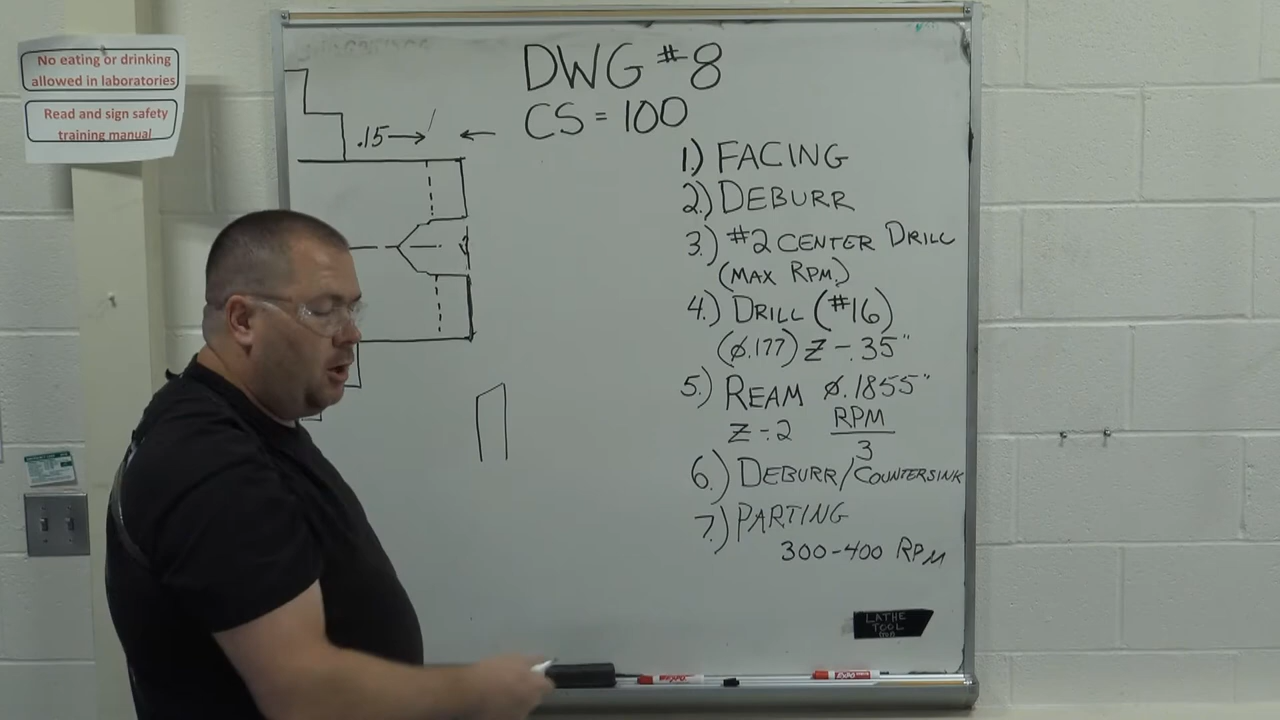 No eating or drinking
allowed in laboratories
Read and sign safety
training manual
DWG #8
CS = 100
.15
1.) FACING
2.) DEBURR
3.) #2 CENTER DRILL
(MAX RPM.)
4.) DRILL (#16)
(Ø.177) Z -.35"
5.) REAM Ø.1855"
Z -.2 RPM
3
6.) DEBURR/COUNTERSINK
7.) PARTING
300-400 RPM
LATHE
TOOL